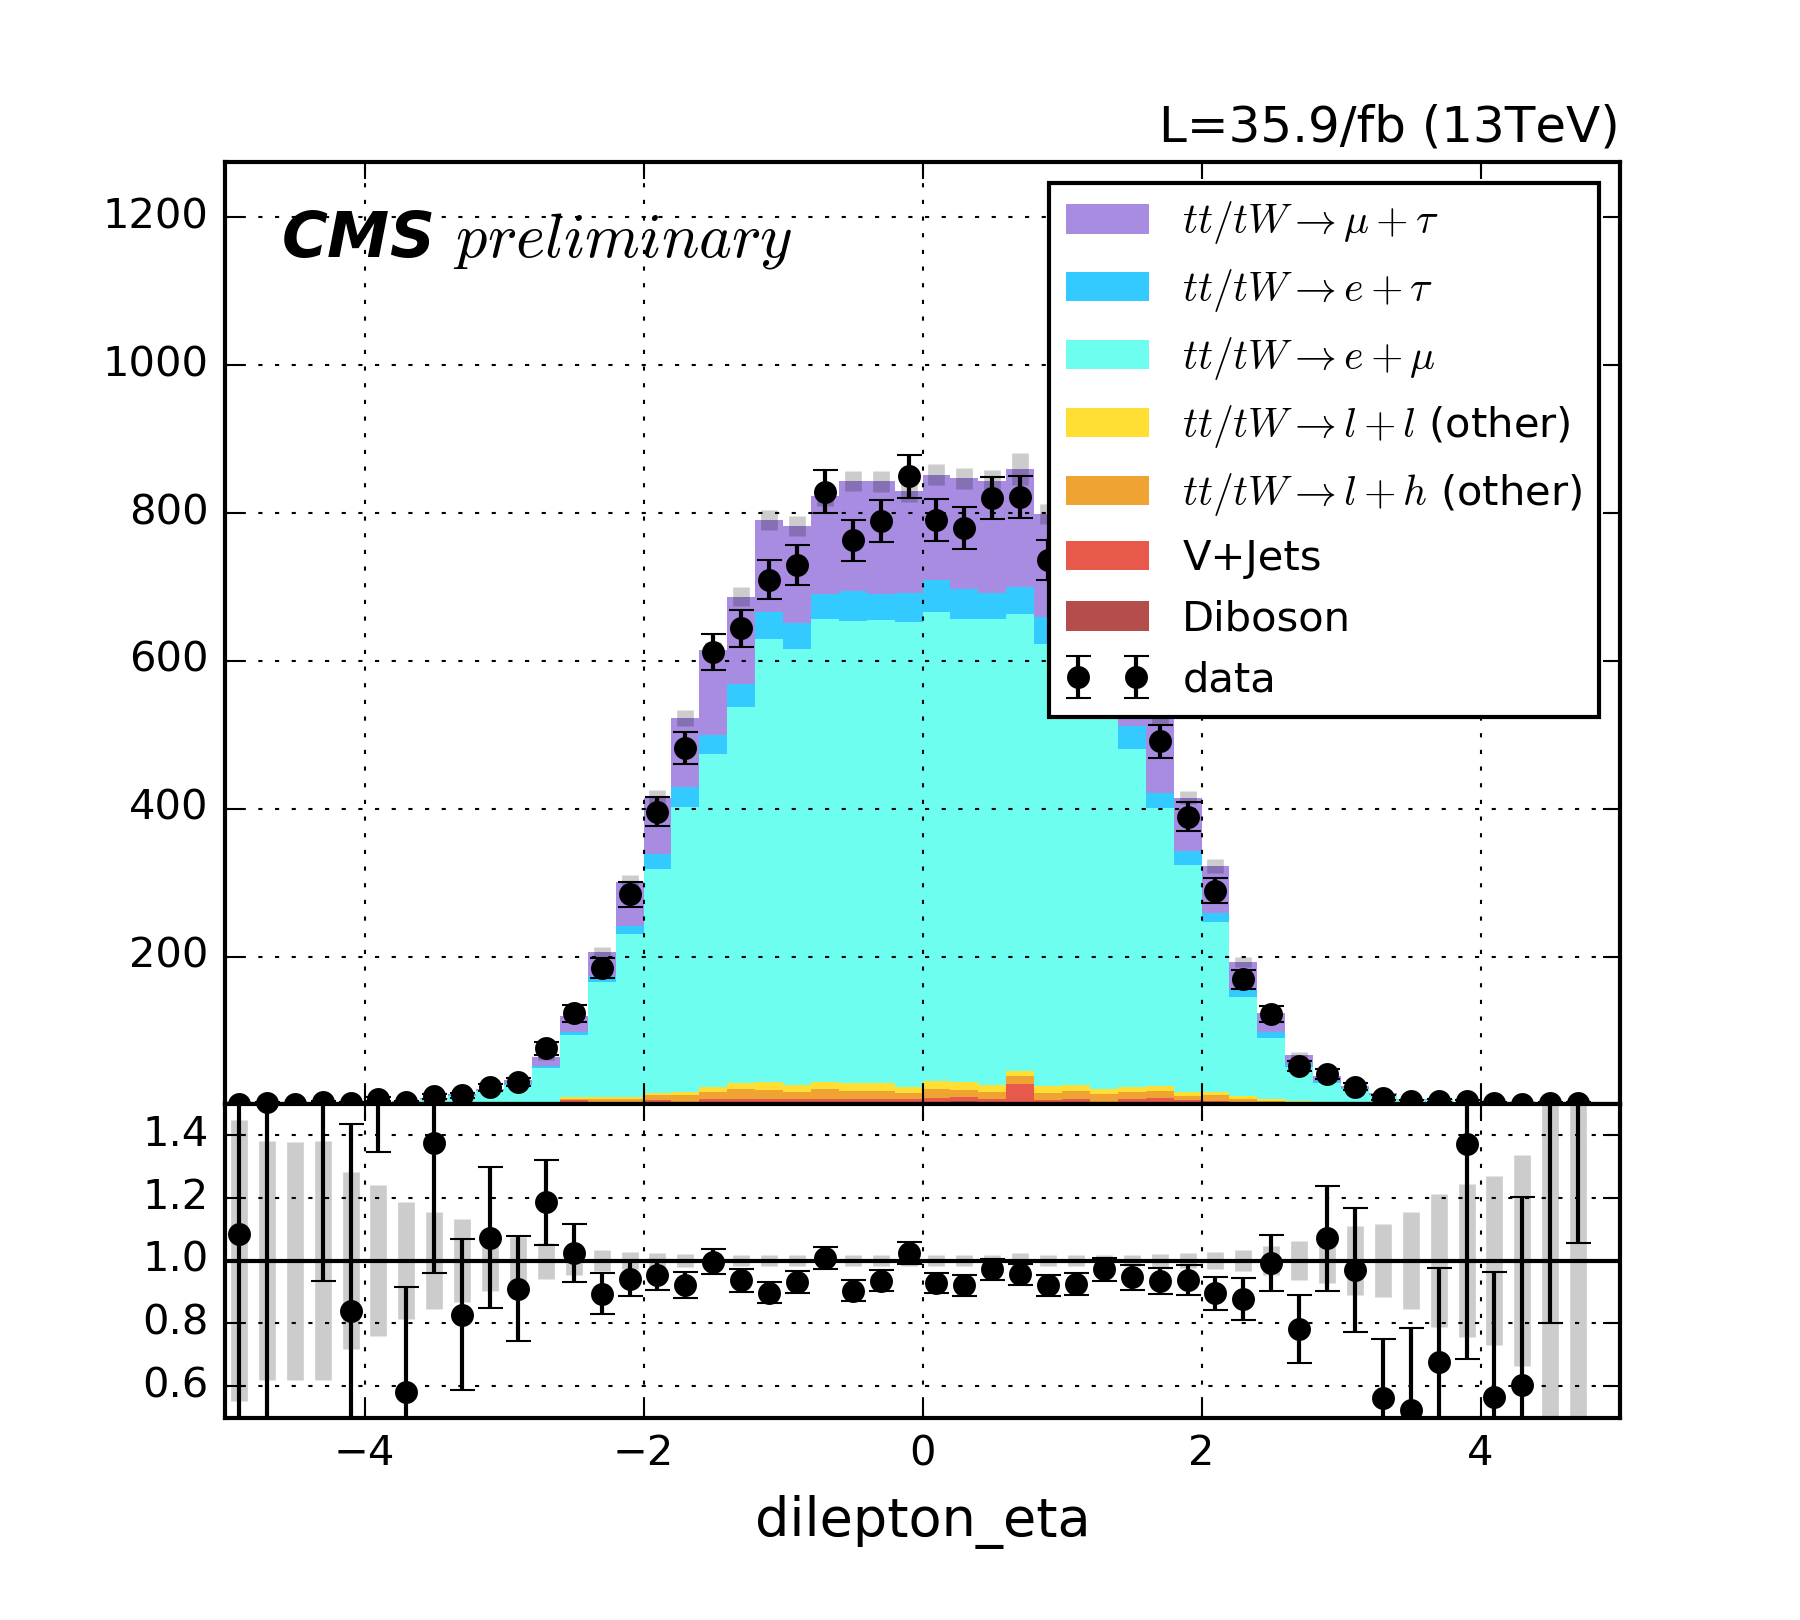 L=35.9/fb (13TeV)
CMS preliminary
1200
1000
800
600
400
200
tt/tW→μ+τ
tt/tW→e+τ
tt/tW→e+μ
tt/tW→l+l (other)
tt/tW→l+h (other)
V+Jets
Diboson
data
1.4
1.2
1.0
0.8
0.6
−4 −2 0 2 4
dilepton_eta